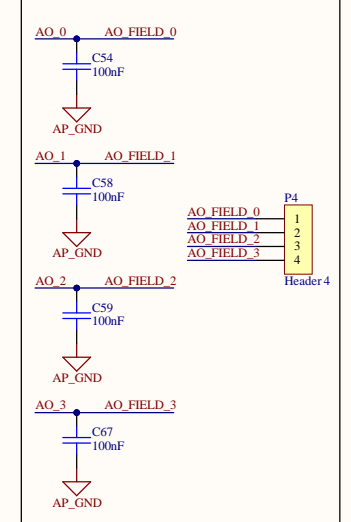 AO_0 AO_FIELD_0
C54
100nF
AP_GND
AO_1 AO_FIELD_1
C58
100nF
AP_GND
P4
AO_FIELD_0 1
AO_FIELD_1 2
AO_FIELD_2 3
AO_FIELD_3 4
Header 4
AO_2 AO_FIELD_2
C59
100nF
AP_GND
AO_3 AO_FIELD_3
C67
100nF
AP_GND